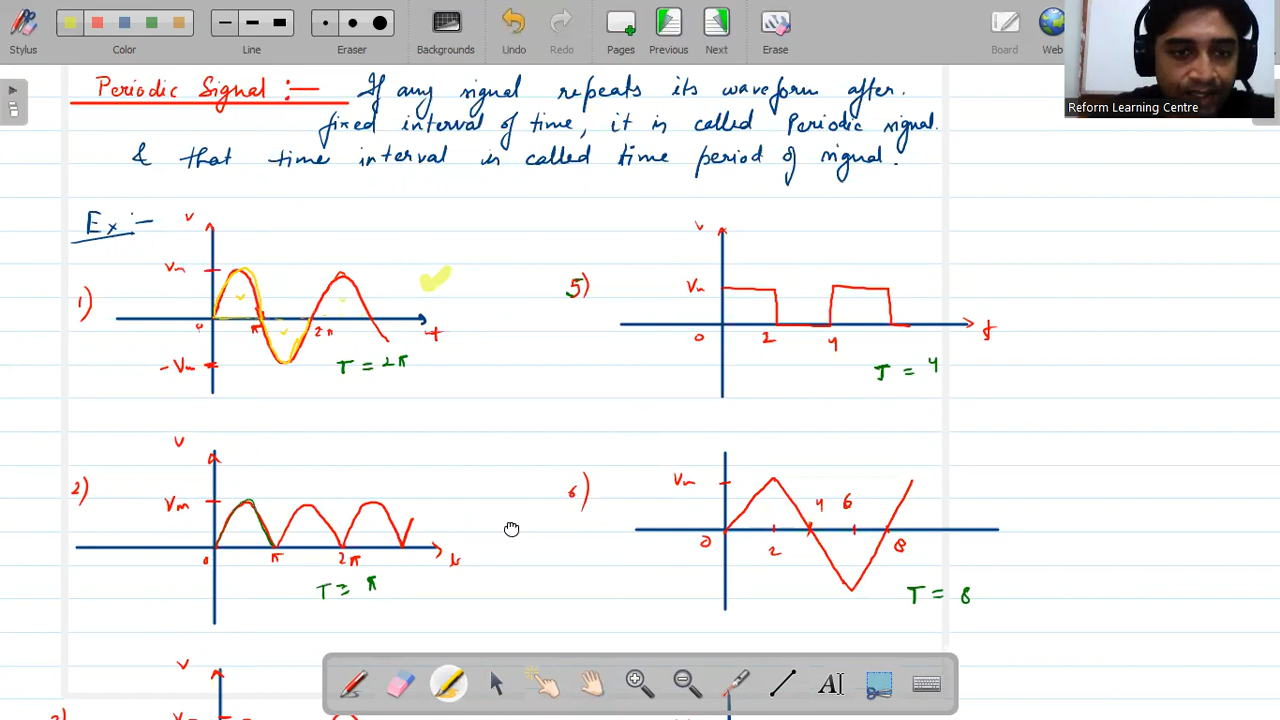 Stylus Color Line Eraser Backgrounds Undo Redo Pages Previous Next Erase Board Web
Reform Learning Centre
Periodic Signal :— If any signal repeats its waveform after
fixed interval of time, it is called Periodic signal.
& that time interval is called time period of signal.
Ex :—
1)
v
Vm
0 π 2π t
-Vm
T = 2π
5)
v
Vm
0 2 4 t
T = 4
2)
v
Vm
0 π 2π t
T = π
6)
Vm
4 6
0 2 8
T = 8
v